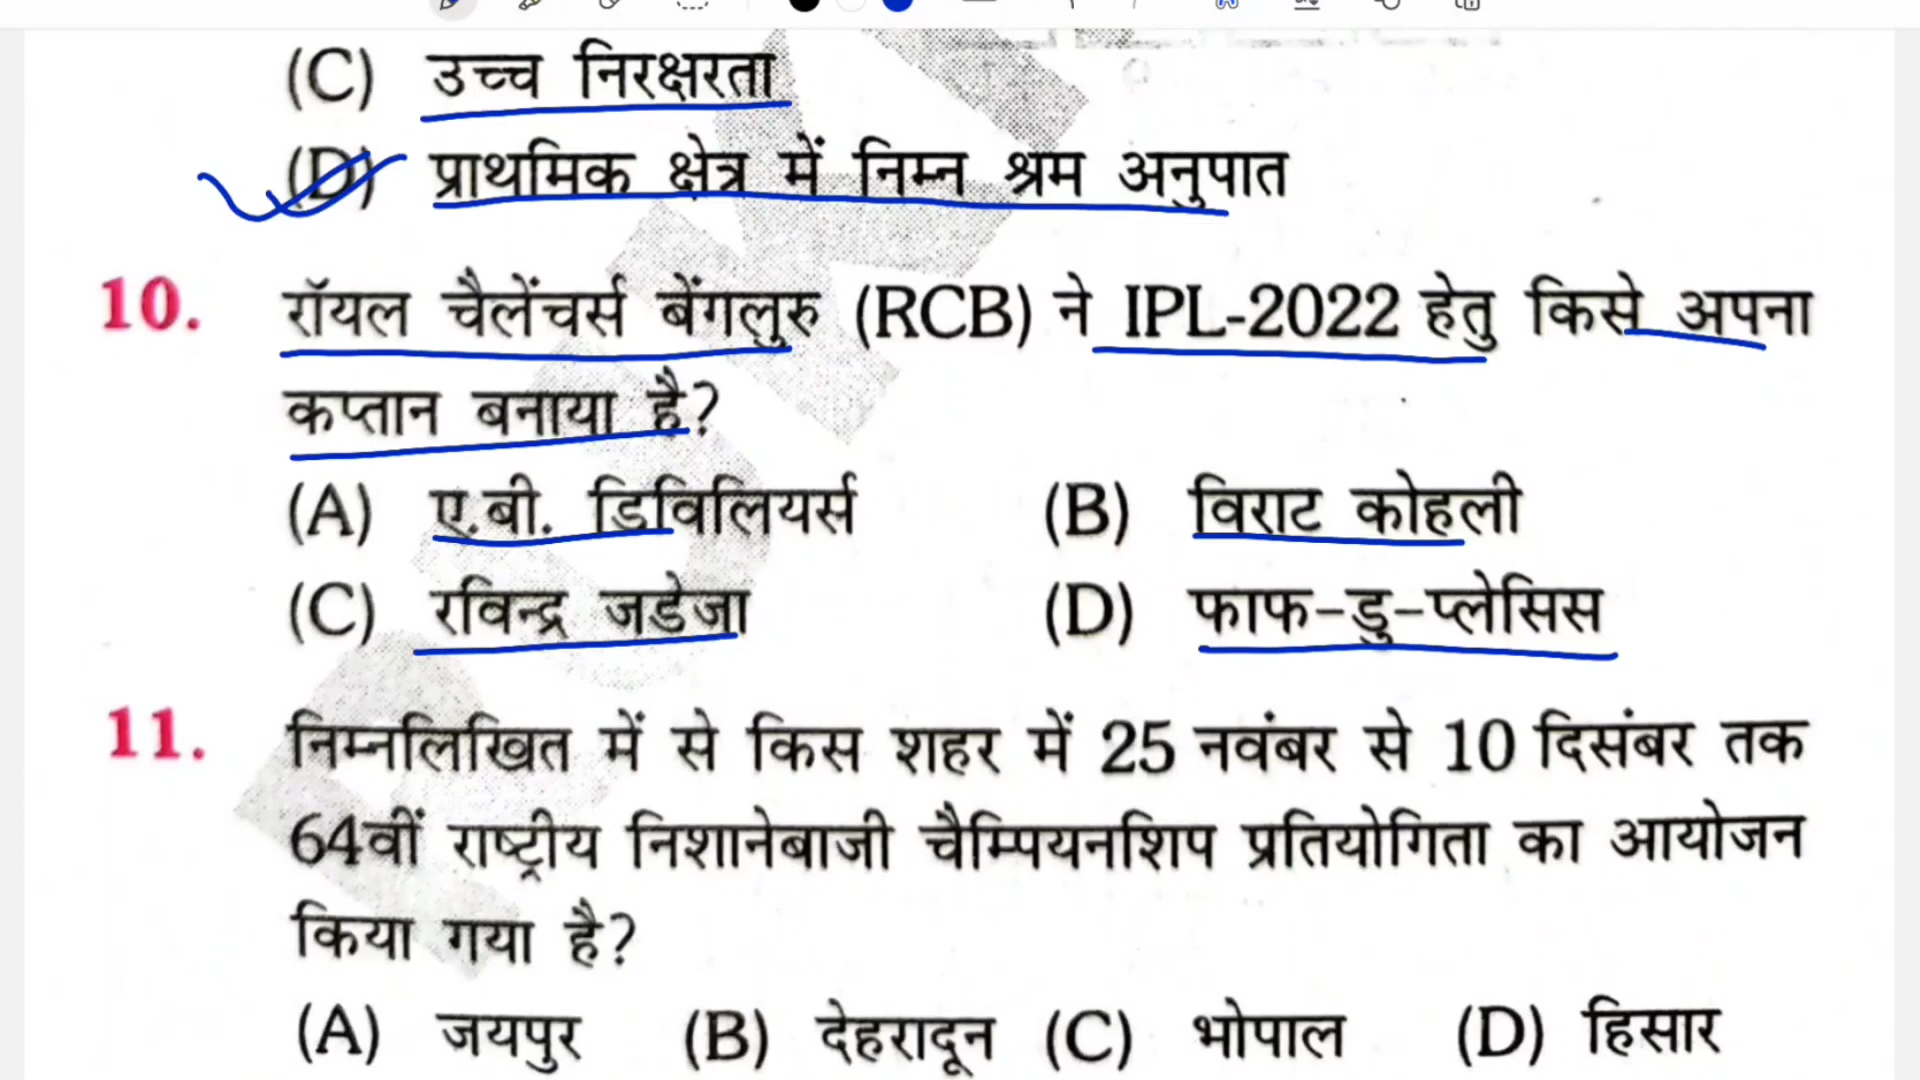 (C) उच्च निरक्षरता
(D) प्राथमिक क्षेत्र में निम्न श्रम अनुपात
10. रॉयल चैलेंचर्स बेंगलुरु (RCB) ने IPL-2022 हेतु किसे अपना
कप्तान बनाया है?
(A) ए.बी. डिविलियर्स (B) विराट कोहली
(C) रविन्द्र जडेजा (D) फाफ-डु-प्लेसिस
11. निम्नलिखित में से किस शहर में 25 नवंबर से 10 दिसंबर तक
64वीं राष्ट्रीय निशानेबाजी चैम्पियनशिप प्रतियोगिता का आयोजन
किया गया है?
(A) जयपुर (B) देहरादून (C) भोपाल (D) हिसार